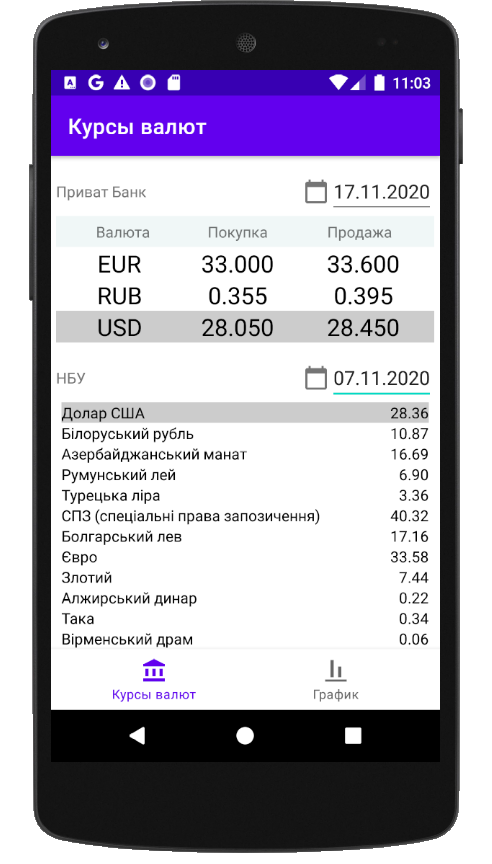 11:03
Курсы валют
Приват Банк 17.11.2020
Валюта Покупка Продажа
EUR 33.000 33.600
RUB 0.355 0.395
USD 28.050 28.450
НБУ 07.11.2020
Долар США 28.36
Білоруський рубль 10.87
Азербайджанський манат 16.69
Румунський лей 6.90
Турецька ліра 3.36
СПЗ (спеціальні права запозичення) 40.32
Болгарський лев 17.16
Євро 33.58
Злотий 7.44
Алжирський динар 0.22
Така 0.34
Вірменський драм 0.06
Курсы валют График